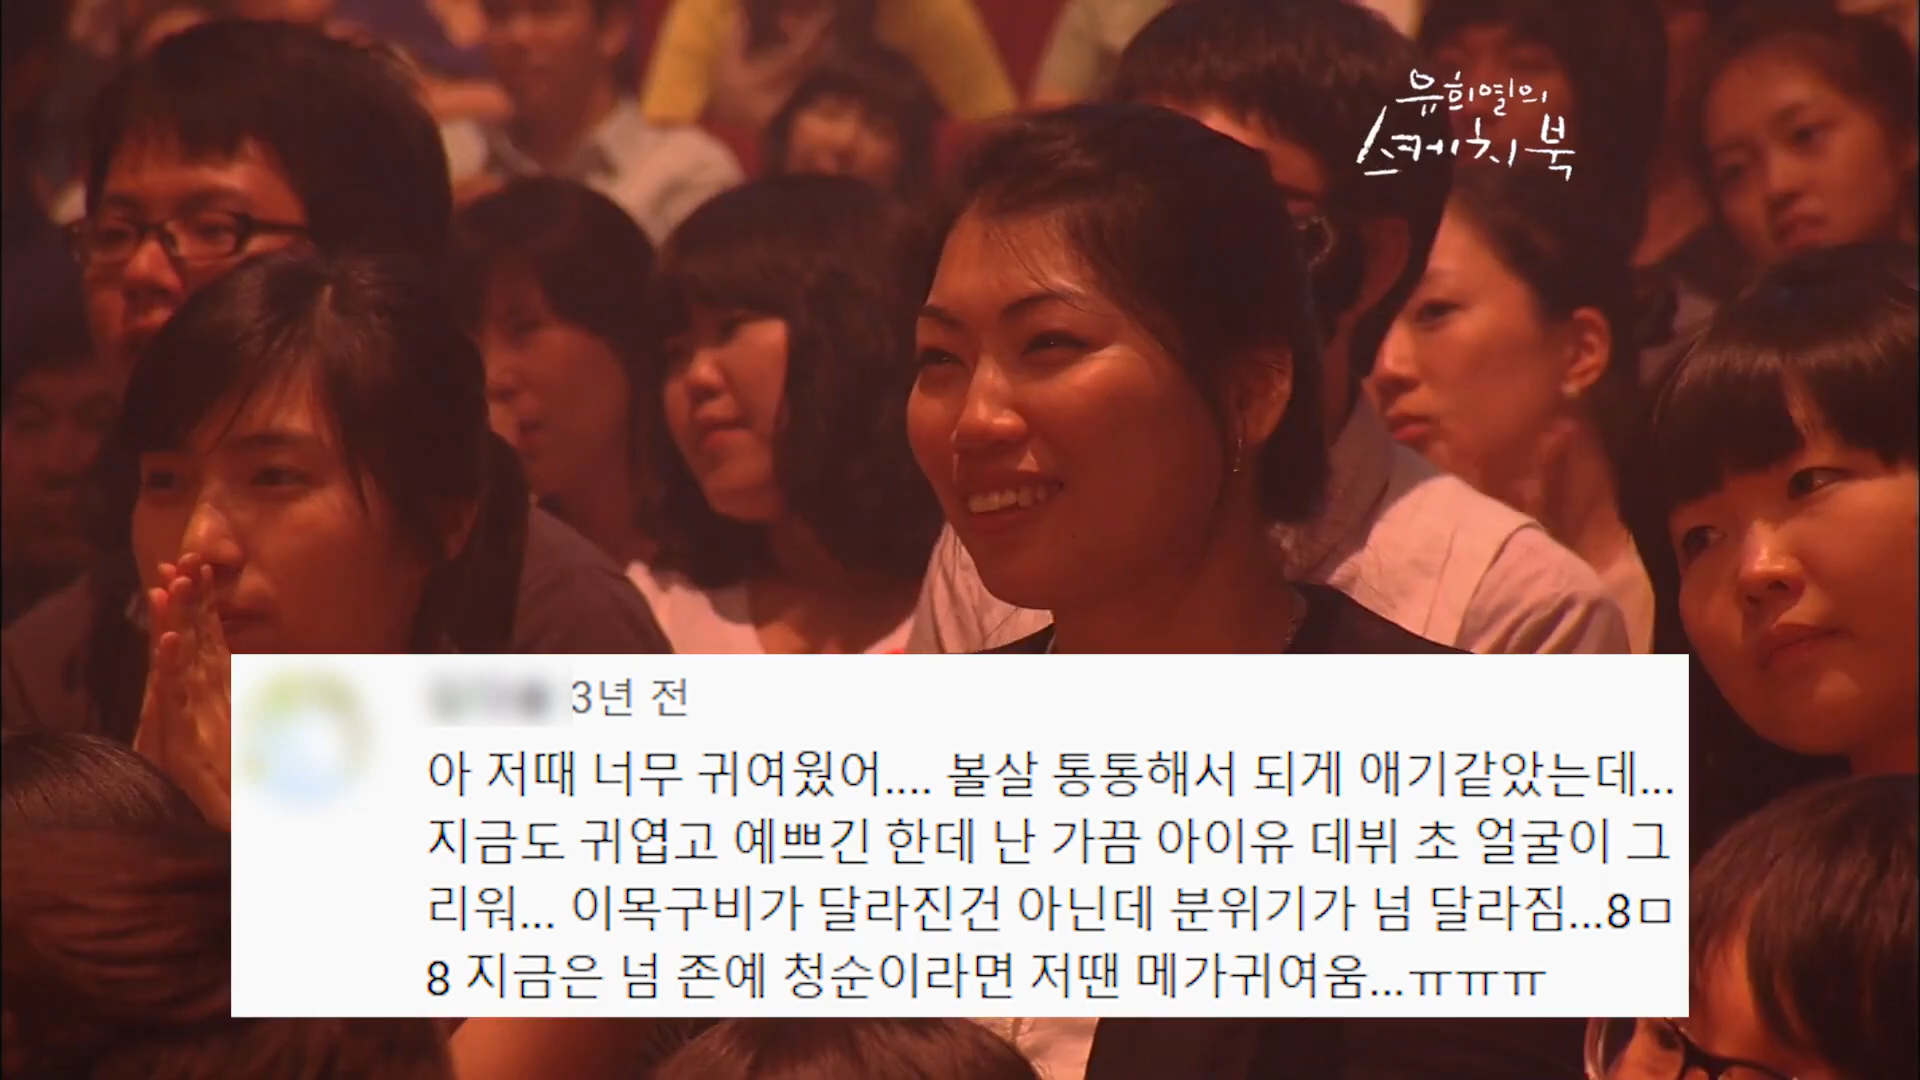 유희열의
스케치북
3년 전
아 저때 너무 귀여웠어.... 볼살 통통해서 되게 애기같았는데...
지금도 귀엽고 예쁘긴 한데 난 가끔 아이유 데뷔 초 얼굴이 그
리워... 이목구비가 달라진건 아닌데 분위기가 넘 달라짐...8ㅁ
8 지금은 넘 존예 청순이라면 저땐 메가귀여움...ㅠㅠㅠ